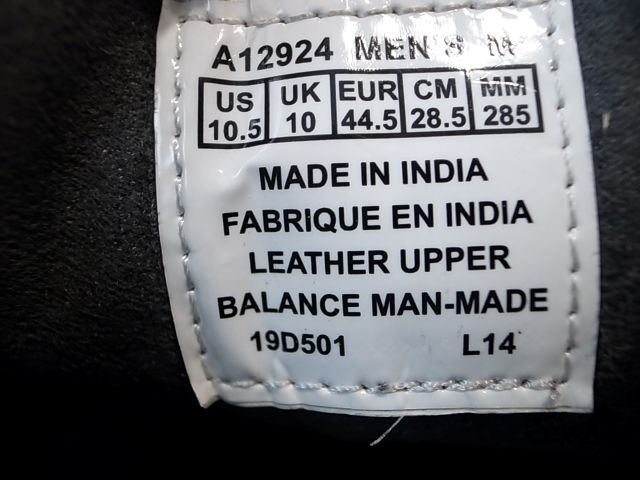 A12924 MEN'S M
US UK EUR CM MM
10.5 10 44.5 28.5 285
MADE IN INDIA
FABRIQUE EN INDIA
LEATHER UPPER
BALANCE MAN-MADE
19D501 L14